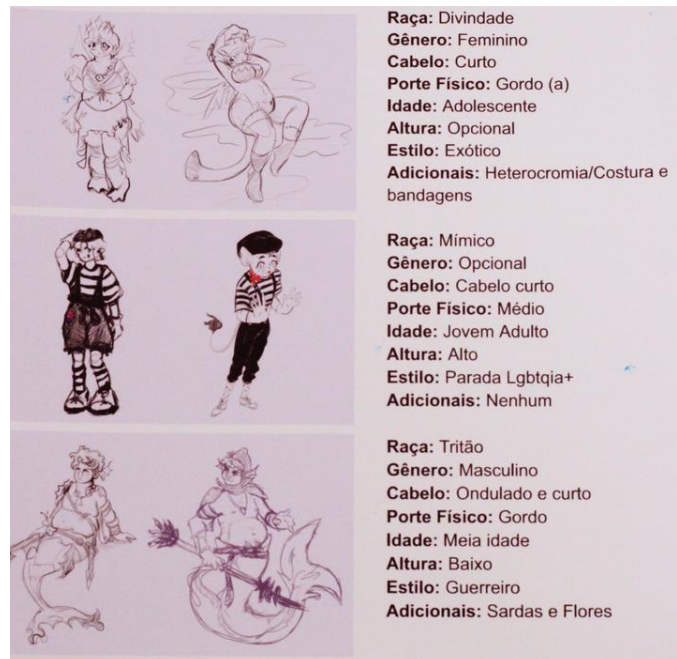 Raça: Divindade
Gênero: Feminino
Cabelo: Curto
Porte Físico: Gordo (a)
Idade: Adolescente
Altura: Opcional
Estilo: Exótico
Adicionais: Heterocromia/Costura e
bandagens
Raça: Mímico
Gênero: Opcional
Cabelo: Cabelo curto
Porte Físico: Médio
Idade: Jovem Adulto
Altura: Alto
Estilo: Parada Lgbtqia+
Adicionais: Nenhum
Raça: Tritão
Gênero: Masculino
Cabelo: Ondulado e curto
Porte Físico: Gordo
Idade: Meia idade
Altura: Baixo
Estilo: Guerreiro
Adicionais: Sardas e Flores